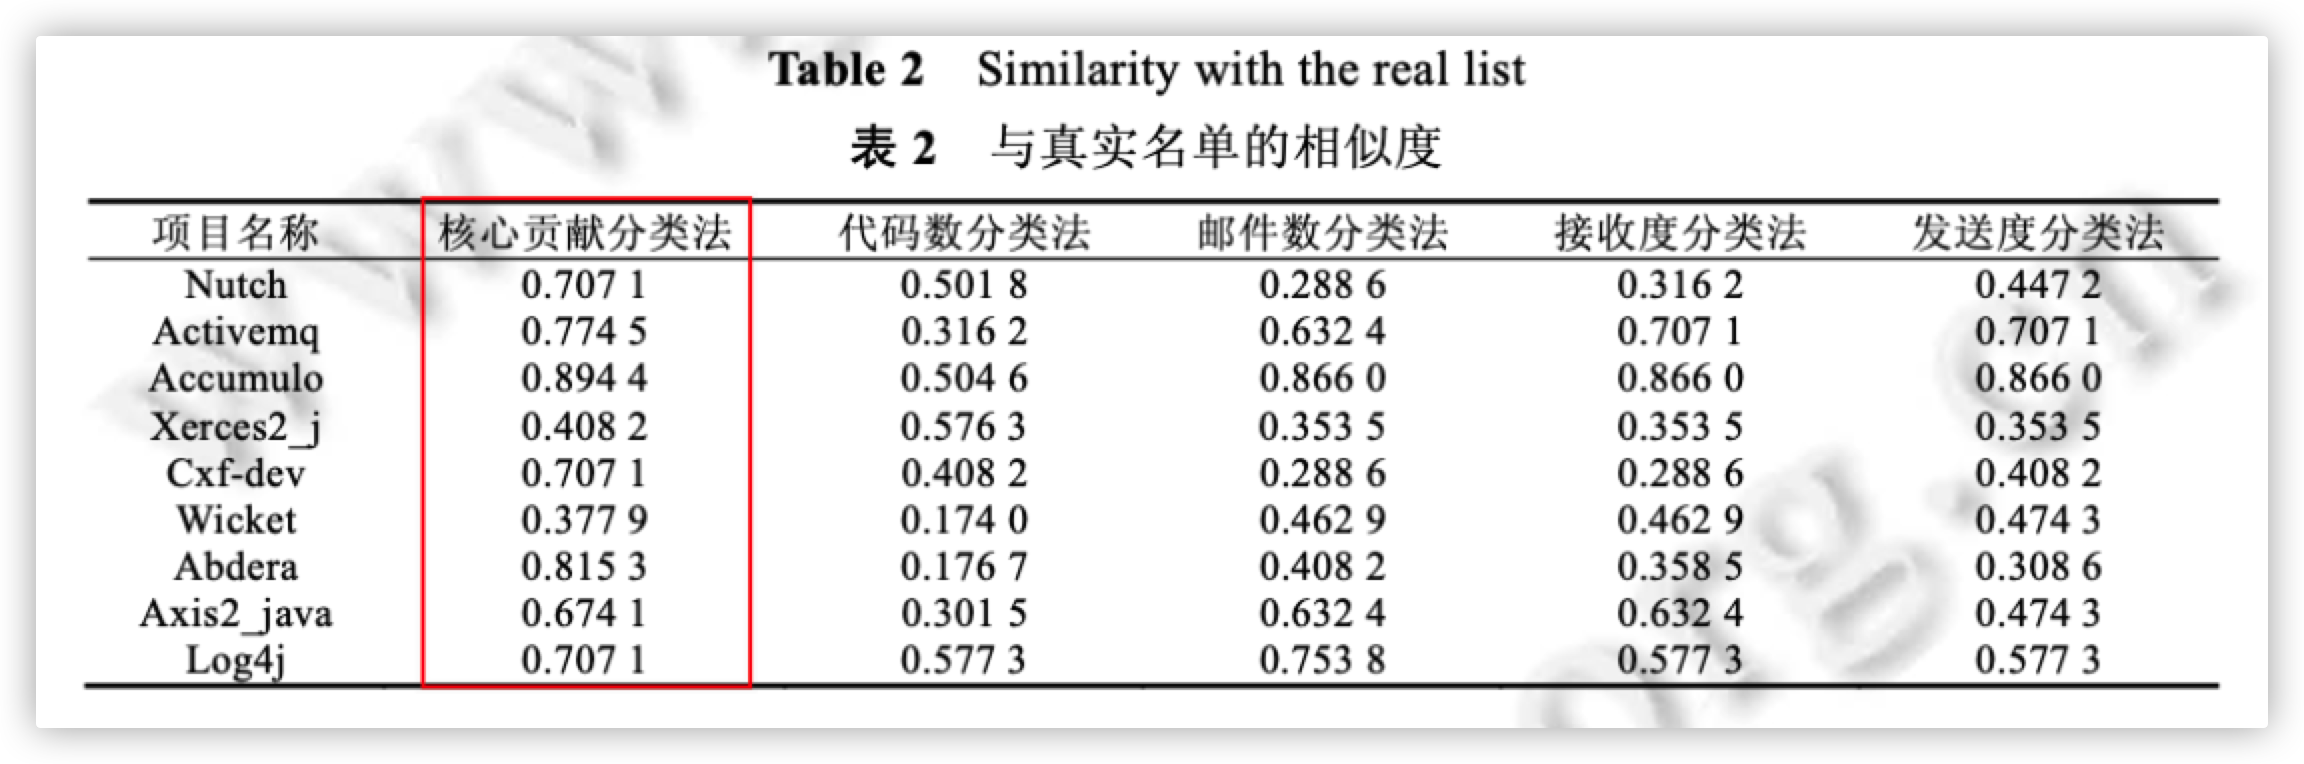 Table 2 Similarity with the real list
表 2 与真实名单的相似度
项目名称 核心贡献分类法 代码数分类法 邮件数分类法 接收度分类法 发送度分类法
Nutch 0.707 1 0.501 8 0.288 6 0.316 2 0.447 2
Activemq 0.774 5 0.316 2 0.632 4 0.707 1 0.707 1
Accumulo 0.894 4 0.504 6 0.866 0 0.866 0 0.866 0
Xerces2_j 0.408 2 0.576 3 0.353 5 0.353 5 0.353 5
Cxf-dev 0.707 1 0.408 2 0.288 6 0.288 6 0.408 2
Wicket 0.377 9 0.174 0 0.462 9 0.462 9 0.474 3
Abdera 0.815 3 0.176 7 0.408 2 0.358 5 0.308 6
Axis2_java 0.674 1 0.301 5 0.632 4 0.632 4 0.474 3
Log4j 0.707 1 0.577 3 0.753 8 0.577 3 0.577 3